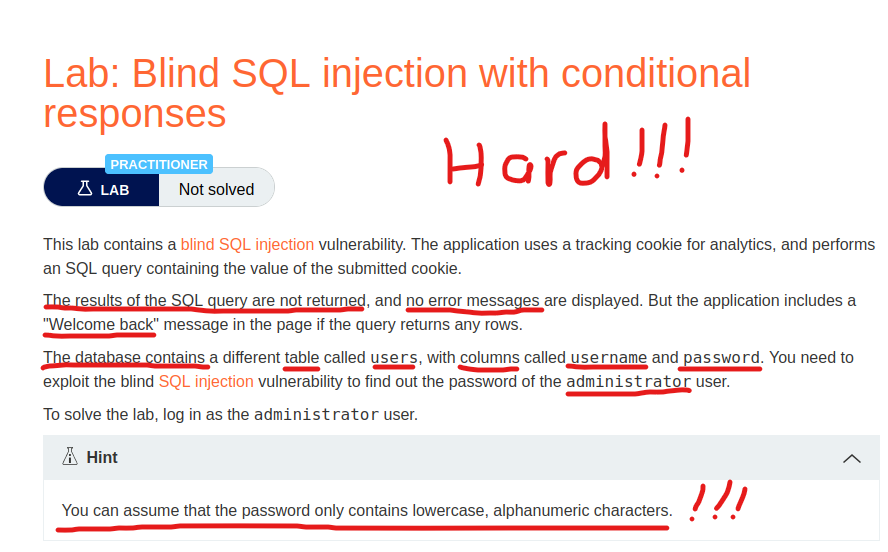 Lab: Blind SQL injection with conditional
responses
Hard!!!
PRACTITIONER
LAB
Not solved
This lab contains a blind SQL injection vulnerability. The application uses a tracking cookie for analytics, and performs
an SQL query containing the value of the submitted cookie.
The results of the SQL query are not returned, and no error messages are displayed. But the application includes a
"Welcome back" message in the page if the query returns any rows.
The database contains a different table called users, with columns called username and password. You need to
exploit the blind SQL injection vulnerability to find out the password of the administrator user.
To solve the lab, log in as the administrator user.
Hint
You can assume that the password only contains lowercase, alphanumeric characters.
!!!